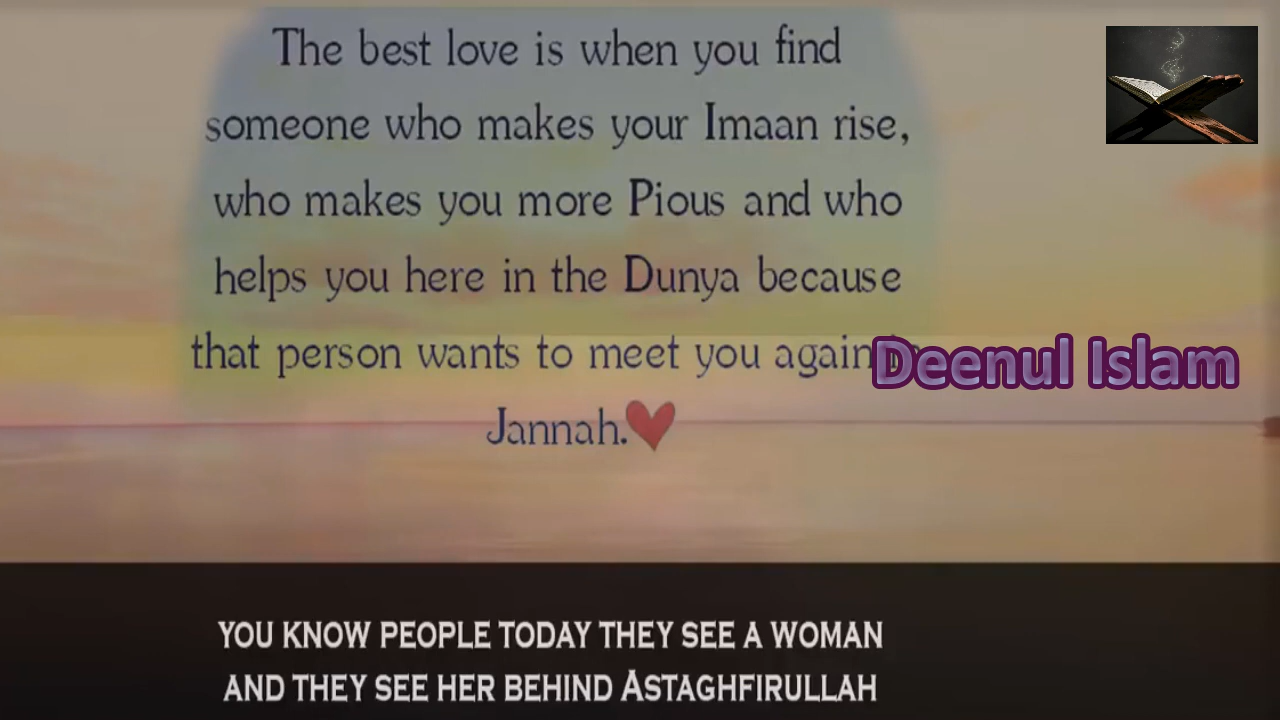 The best love is when you find
someone who makes your Imaan rise,
who makes you more Pious and who
helps you here in the Dunya because
that person wants to meet you again
Jannah.
Deenul Islam
YOU KNOW PEOPLE TODAY THEY SEE A WOMAN
AND THEY SEE HER BEHIND ASTAGHFIRULLAH